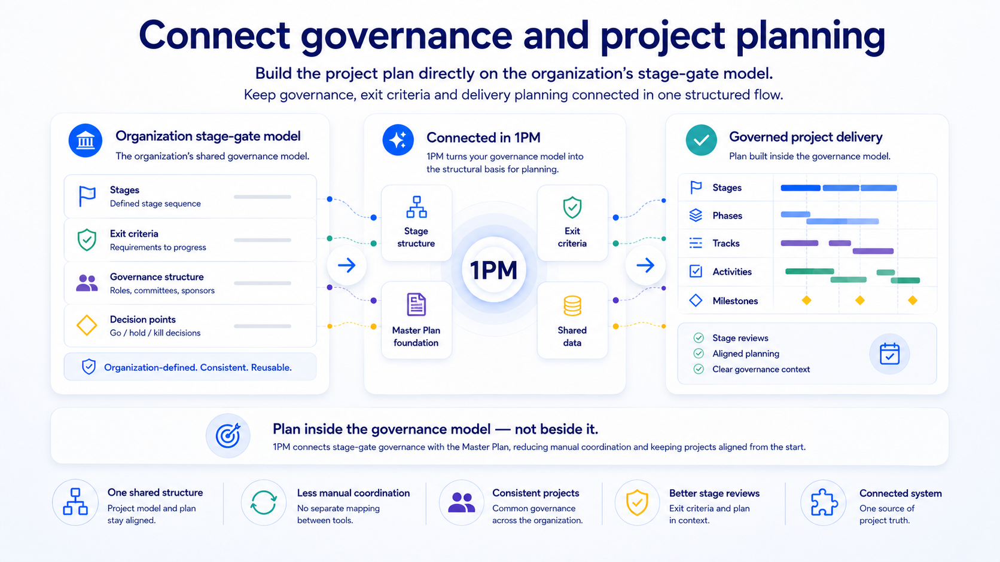 Connect governance and project planning
Build the project plan directly on the organization's stage-gate model.
Keep governance, exit criteria and delivery planning connected in one structured flow.
Organization stage-gate model
The organization's shared governance model.
Stages
Defined stage sequence
Exit criteria
Requirements to progress
Governance structure
Roles, committees, sponsors
Decision points
Go / hold / kill decisions
Organization-defined. Consistent. Reusable.
Connected in 1PM
1PM turns your governance model into
the structural basis for planning.
Stage
structure
Exit
criteria
1PM
Master Plan
foundation
Shared
data
Governed project delivery
Plan built inside the governance model.
Stages
Phases
Tracks
Activities
Milestones
Stage reviews
Aligned planning
Clear governance context
Plan inside the governance model — not beside it.
1PM connects stage-gate governance with the Master Plan, reducing manual coordination and keeping projects aligned from the start.
One shared structure
Project model and plan
stay aligned.
Less manual coordination
No separate mapping
between tools.
Consistent projects
Common governance
across the organization.
Better stage reviews
Exit criteria and plan
in context.
Connected system
One source of
project truth.